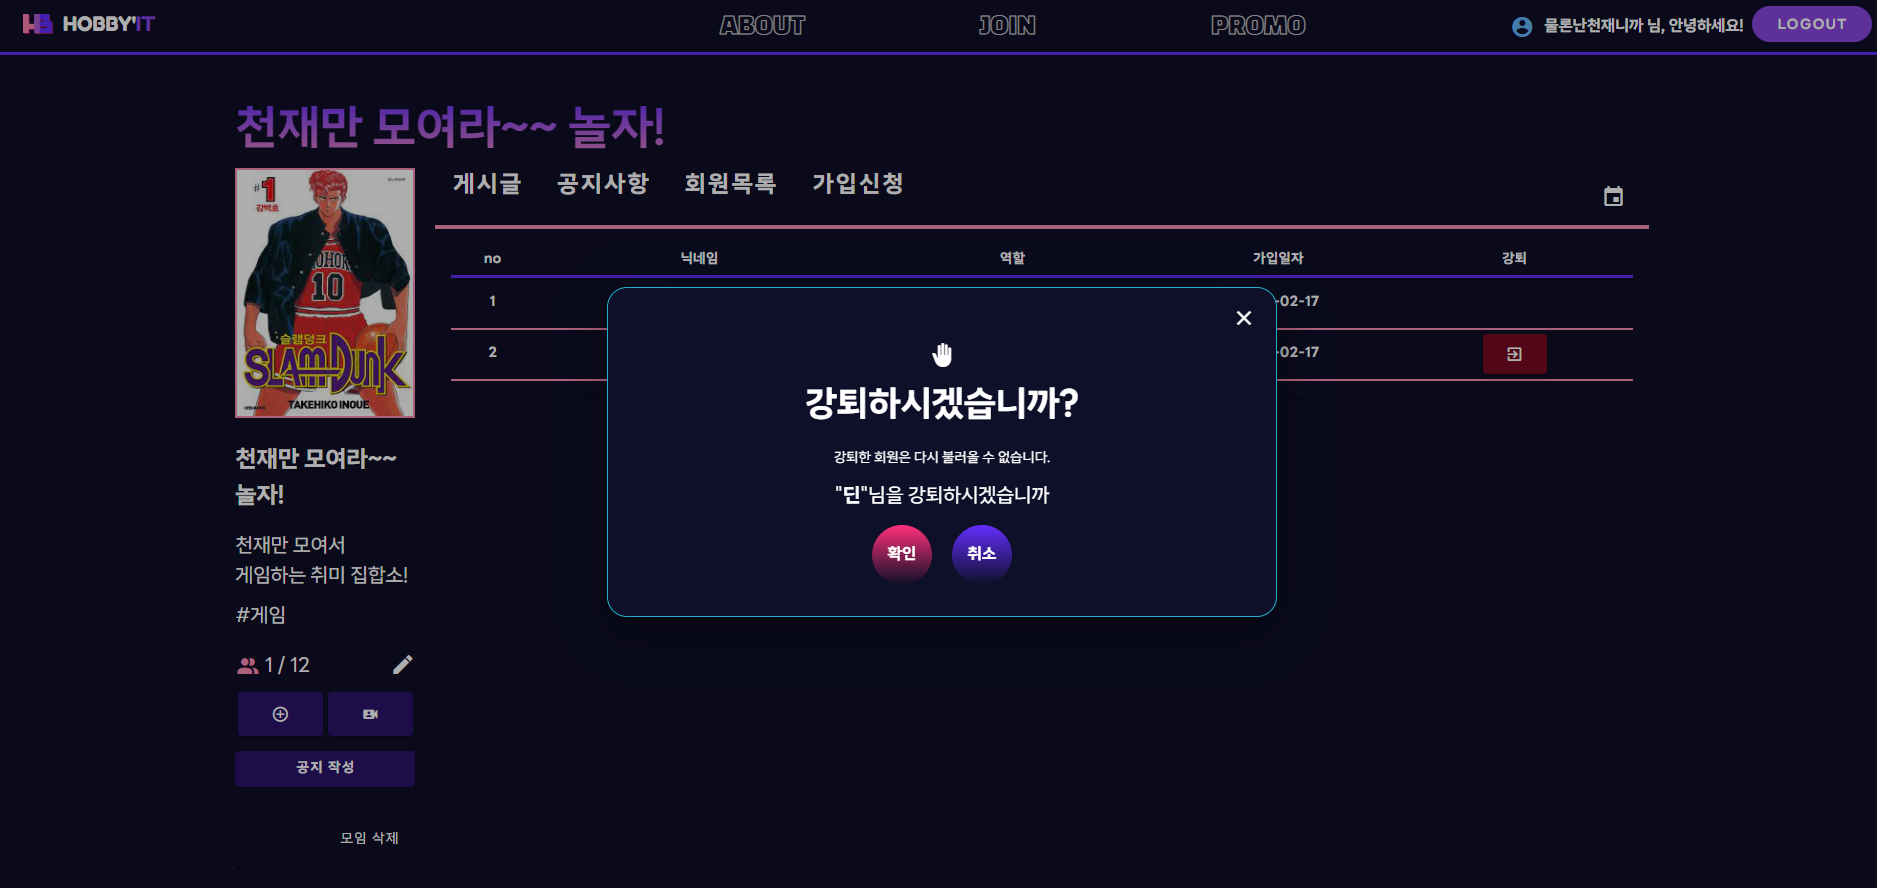 HB HOBBY'IT
ABOUT
JOIN
PROMO
물론난천재니까 님, 안녕하세요!
LOGOUT
천재만 모여라~~ 놀자!
#1
강백호
SHOHOKU
10
슬램덩크
SLAM DUNK
TAKEHIKO INOUE
게시글
공지사항
회원목록
가입신청
no
닉네임
역할
가입일자
강퇴
1
-02-17
2
-02-17
강퇴하시겠습니까?
강퇴한 회원은 다시 불러올 수 없습니다.
"딘"님을 강퇴하시겠습니까
확인
취소
천재만 모여라~~
놀자!
천재만 모여서
게임하는 취미 집합소!
#게임
1 / 12
공지 작성
모임 삭제